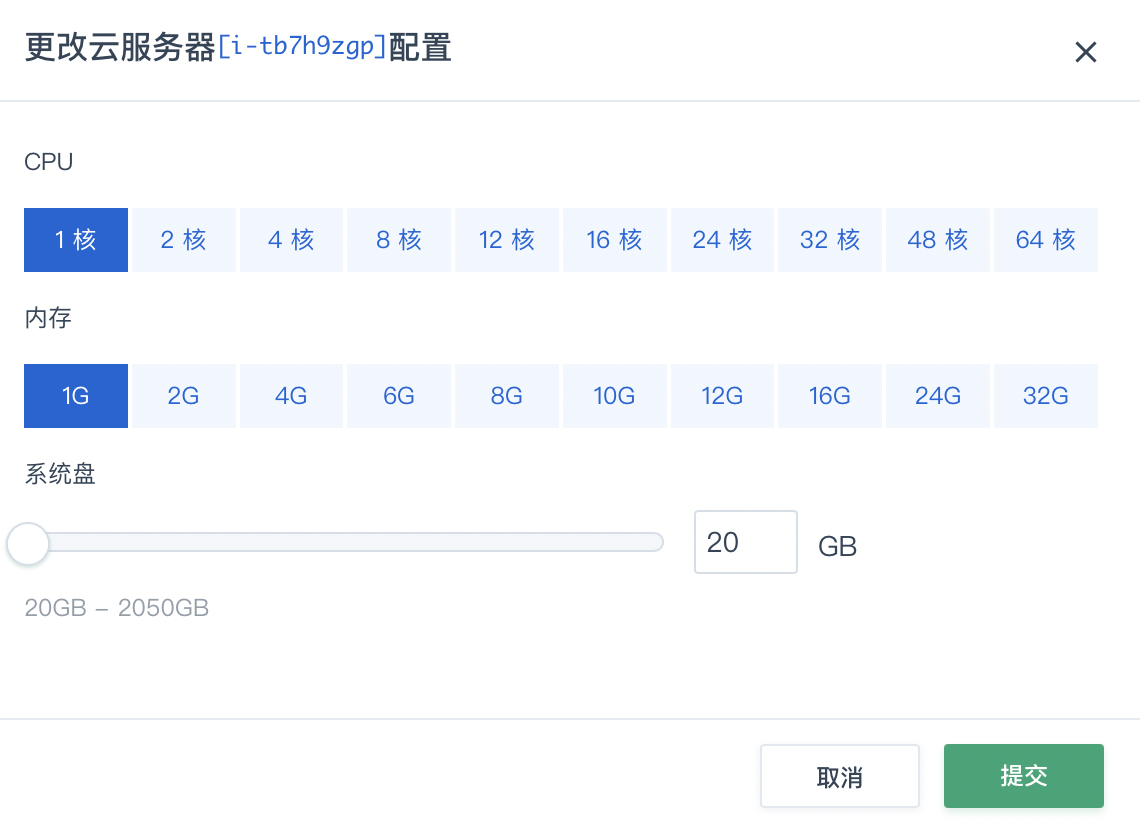 更改云服务器[i-tb7h9zgp]配置
CPU
1 核 2 核 4 核 8 核 12 核 16 核 24 核 32 核 48 核 64 核
内存
1G 2G 4G 6G 8G 10G 12G 16G 24G 32G
系统盘
20 GB
20GB – 2050GB
取消 提交